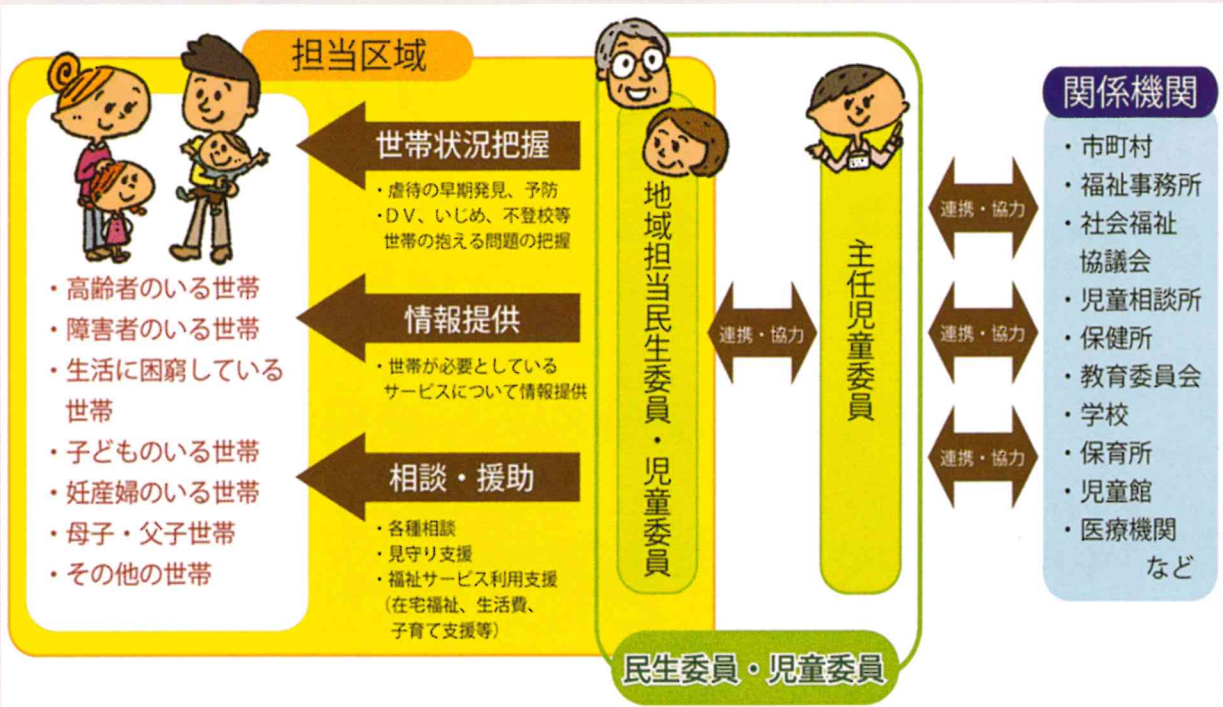 担当区域
・高齢者のいる世帯
・障害者のいる世帯
・生活に困窮している
世帯
・子どものいる世帯
・妊産婦のいる世帯
・母子・父子世帯
・その他の世帯
世帯状況把握
・虐待の早期発見、予防
・DV、いじめ、不登校等
世帯の抱える問題の把握
情報提供
・世帯が必要としている
サービスについて情報提供
相談・援助
・各種相談
・見守り支援
・福祉サービス利用支援
(在宅福祉、生活費、
子育て支援等)
地域担当民生委員・児童委員
連携・協力
主任児童委員
民生委員・児童委員
連携・協力
連携・協力
連携・協力
関係機関
・市町村
・福祉事務所
・社会福祉
協議会
・児童相談所
・保健所
・教育委員会
・学校
・保育所
・児童館
・医療機関
など